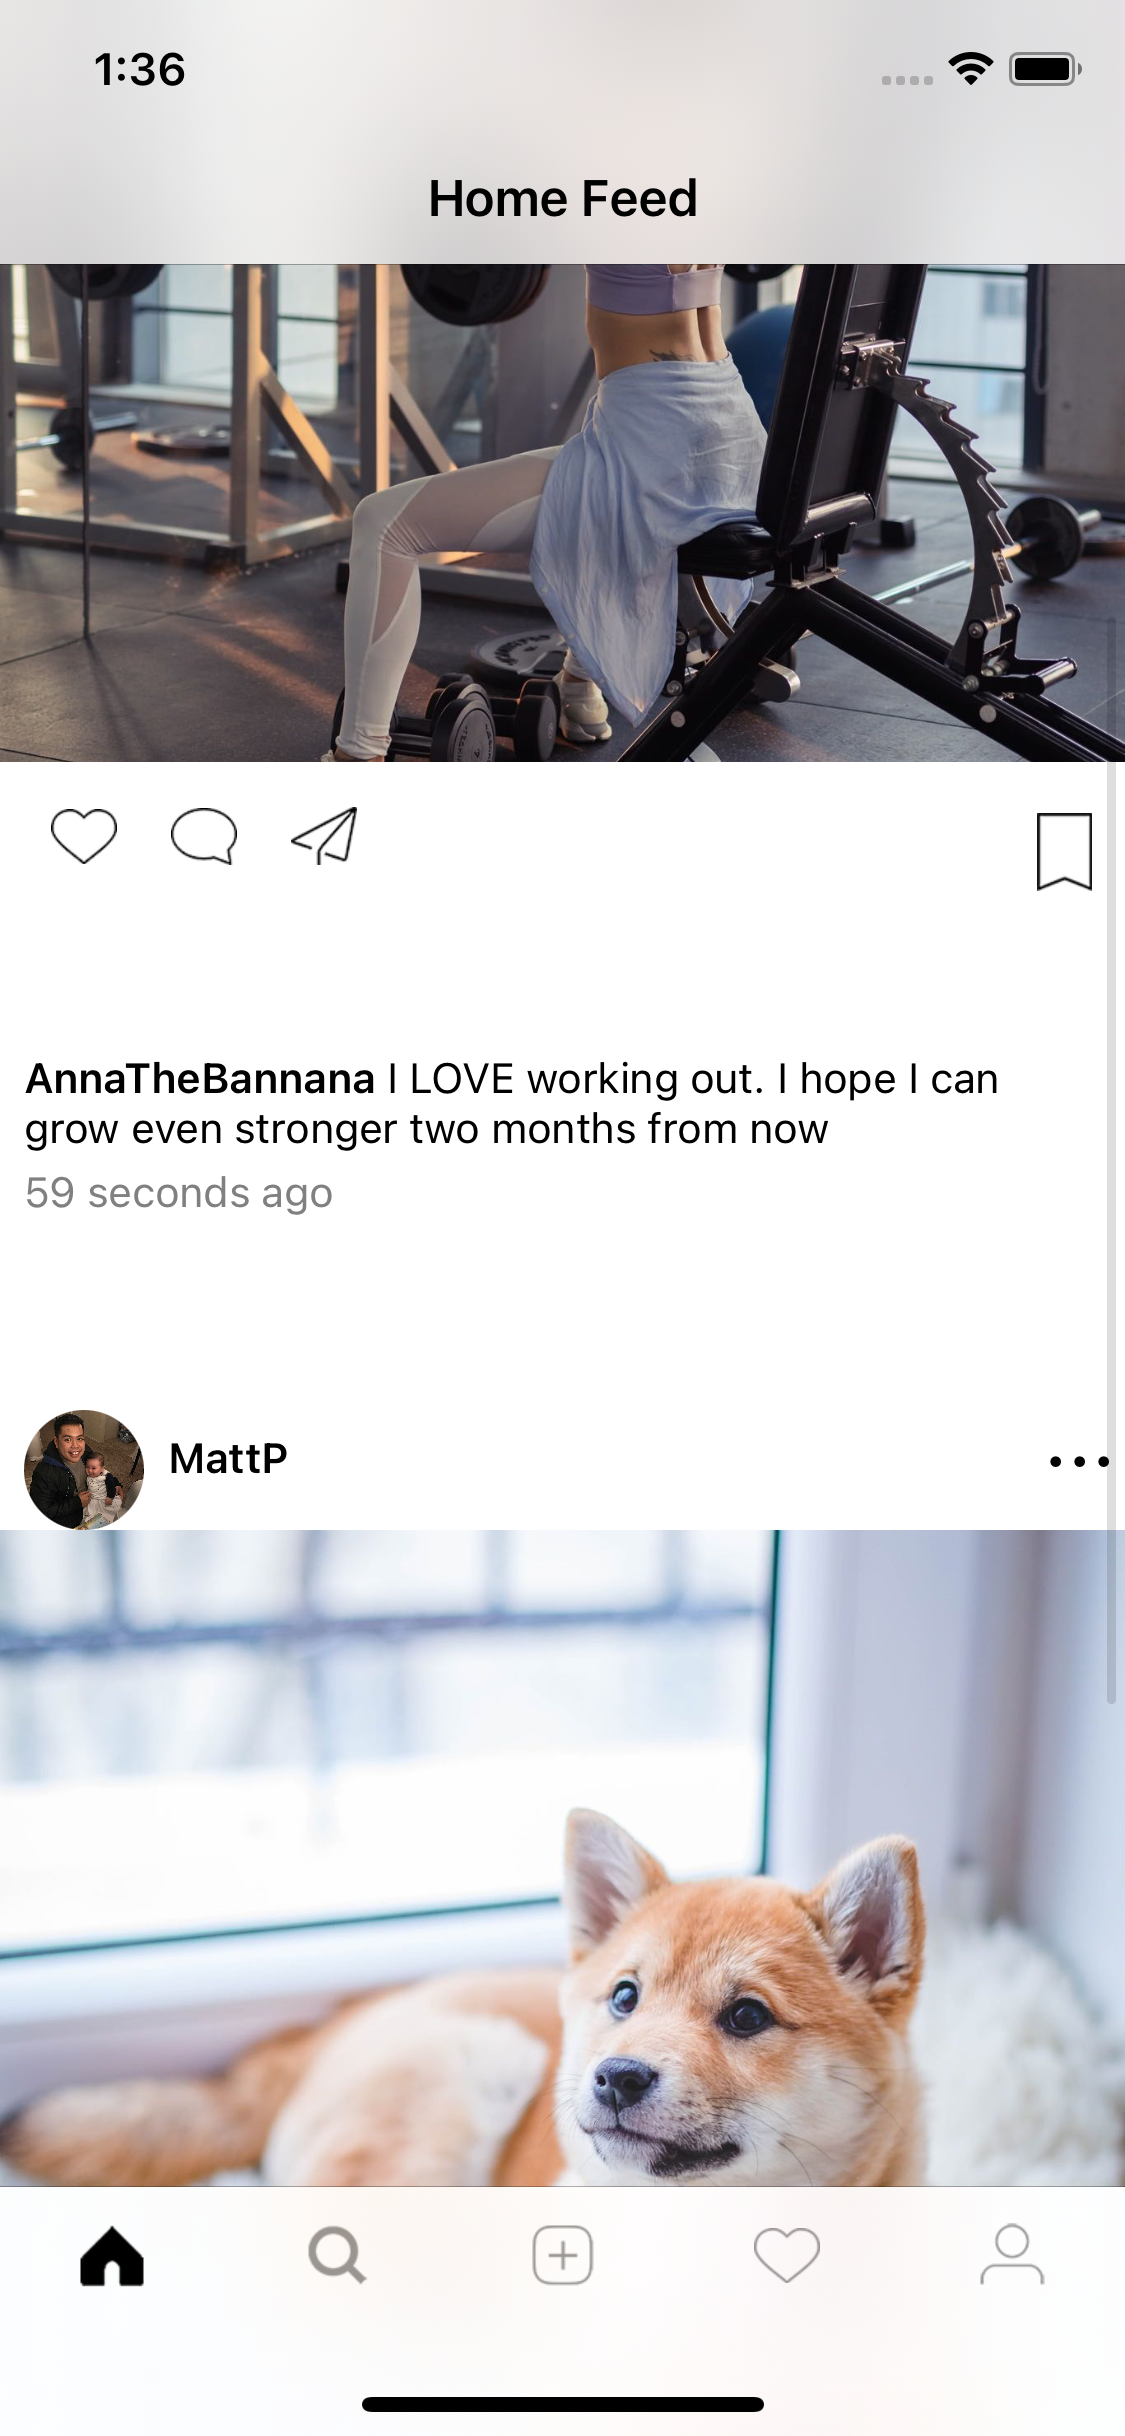 1:36
Home Feed
AnnaTheBannana I LOVE working out. I hope I can
grow even stronger two months from now
59 seconds ago
MattP